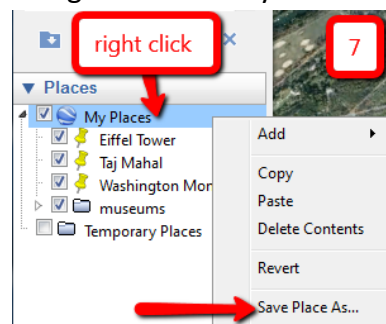 right click
7
Places
My Places
Eiffel Tower
Taj Mahal
Washington Mon
museums
Temporary Places
Add
Copy
Paste
Delete Contents
Revert
Save Place As...